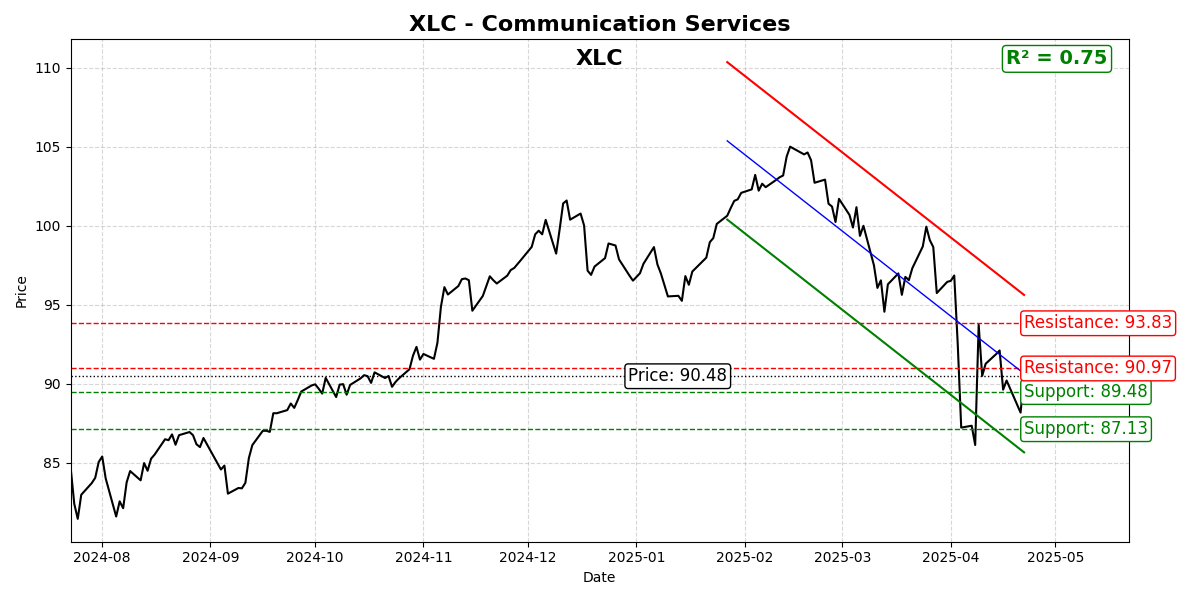 XLC - Communication Services
XLC
R² = 0.75
110
105
100
95
90
85
Price
Resistance: 93.83
Resistance: 90.97
Price: 90.48
Support: 89.48
Support: 87.13
2024-08
2024-09
2024-10
2024-11
2024-12
2025-01
2025-02
2025-03
2025-04
2025-05
Date